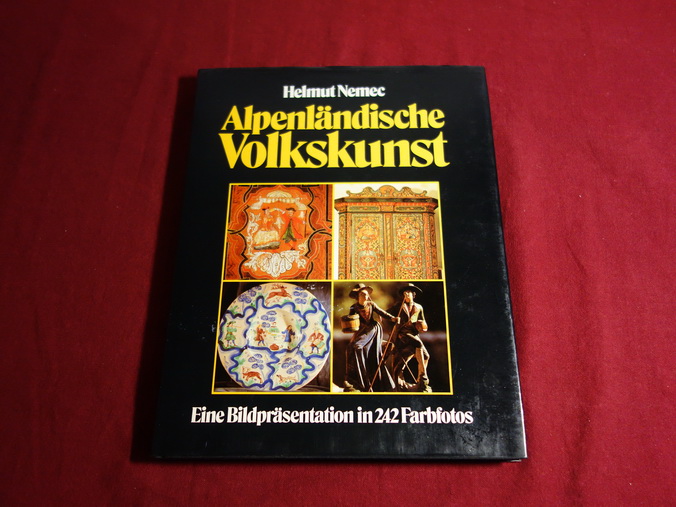 Helmut Nemec
Alpenländische
Volkskunst
Eine Bildpräsentation in 242 Farbfotos